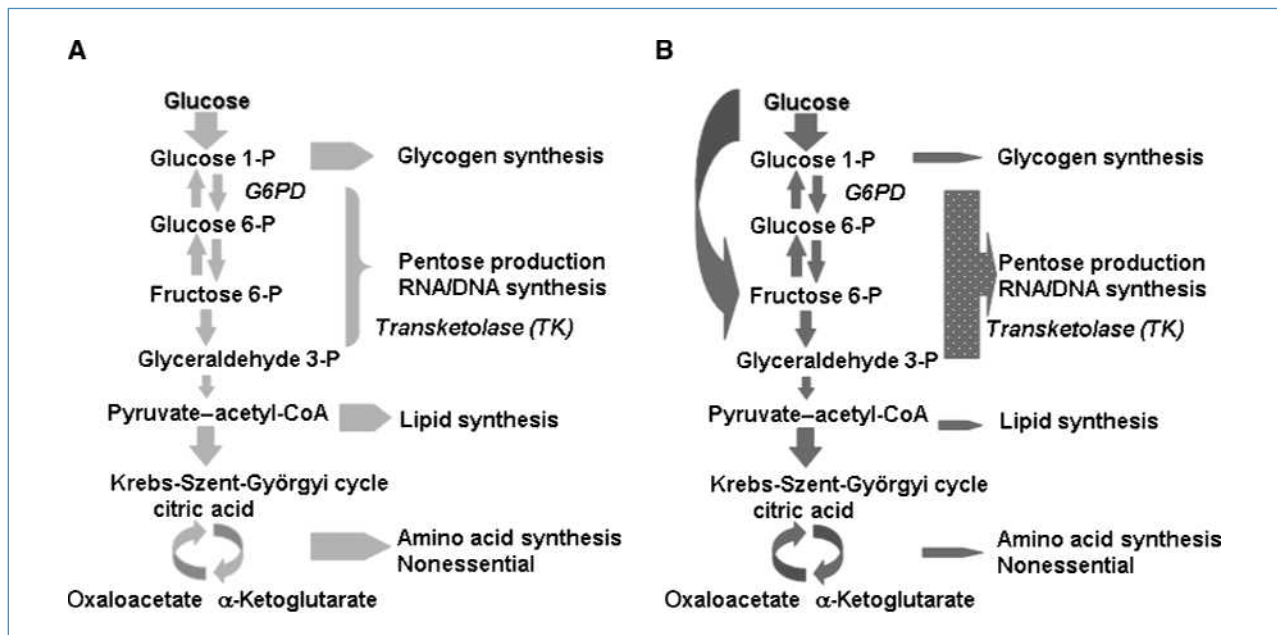 A
Glucose
Glucose 1-P
Glycogen synthesis
G6PD
Glucose 6-P
Pentose production
RNA/DNA synthesis
Fructose 6-P
Transketolase (TK)
Glyceraldehyde 3-P
Pyruvate–acetyl-CoA
Lipid synthesis
Krebs-Szent-Györgyi cycle
citric acid
Amino acid synthesis
Nonessential
Oxaloacetate α-Ketoglutarate
B
Glucose
Glucose 1-P
Glycogen synthesis
G6PD
Glucose 6-P
Pentose production
RNA/DNA synthesis
Fructose 6-P
Transketolase (TK)
Glyceraldehyde 3-P
Pyruvate–acetyl-CoA
Lipid synthesis
Krebs-Szent-Györgyi cycle
citric acid
Amino acid synthesis
Nonessential
Oxaloacetate α-Ketoglutarate